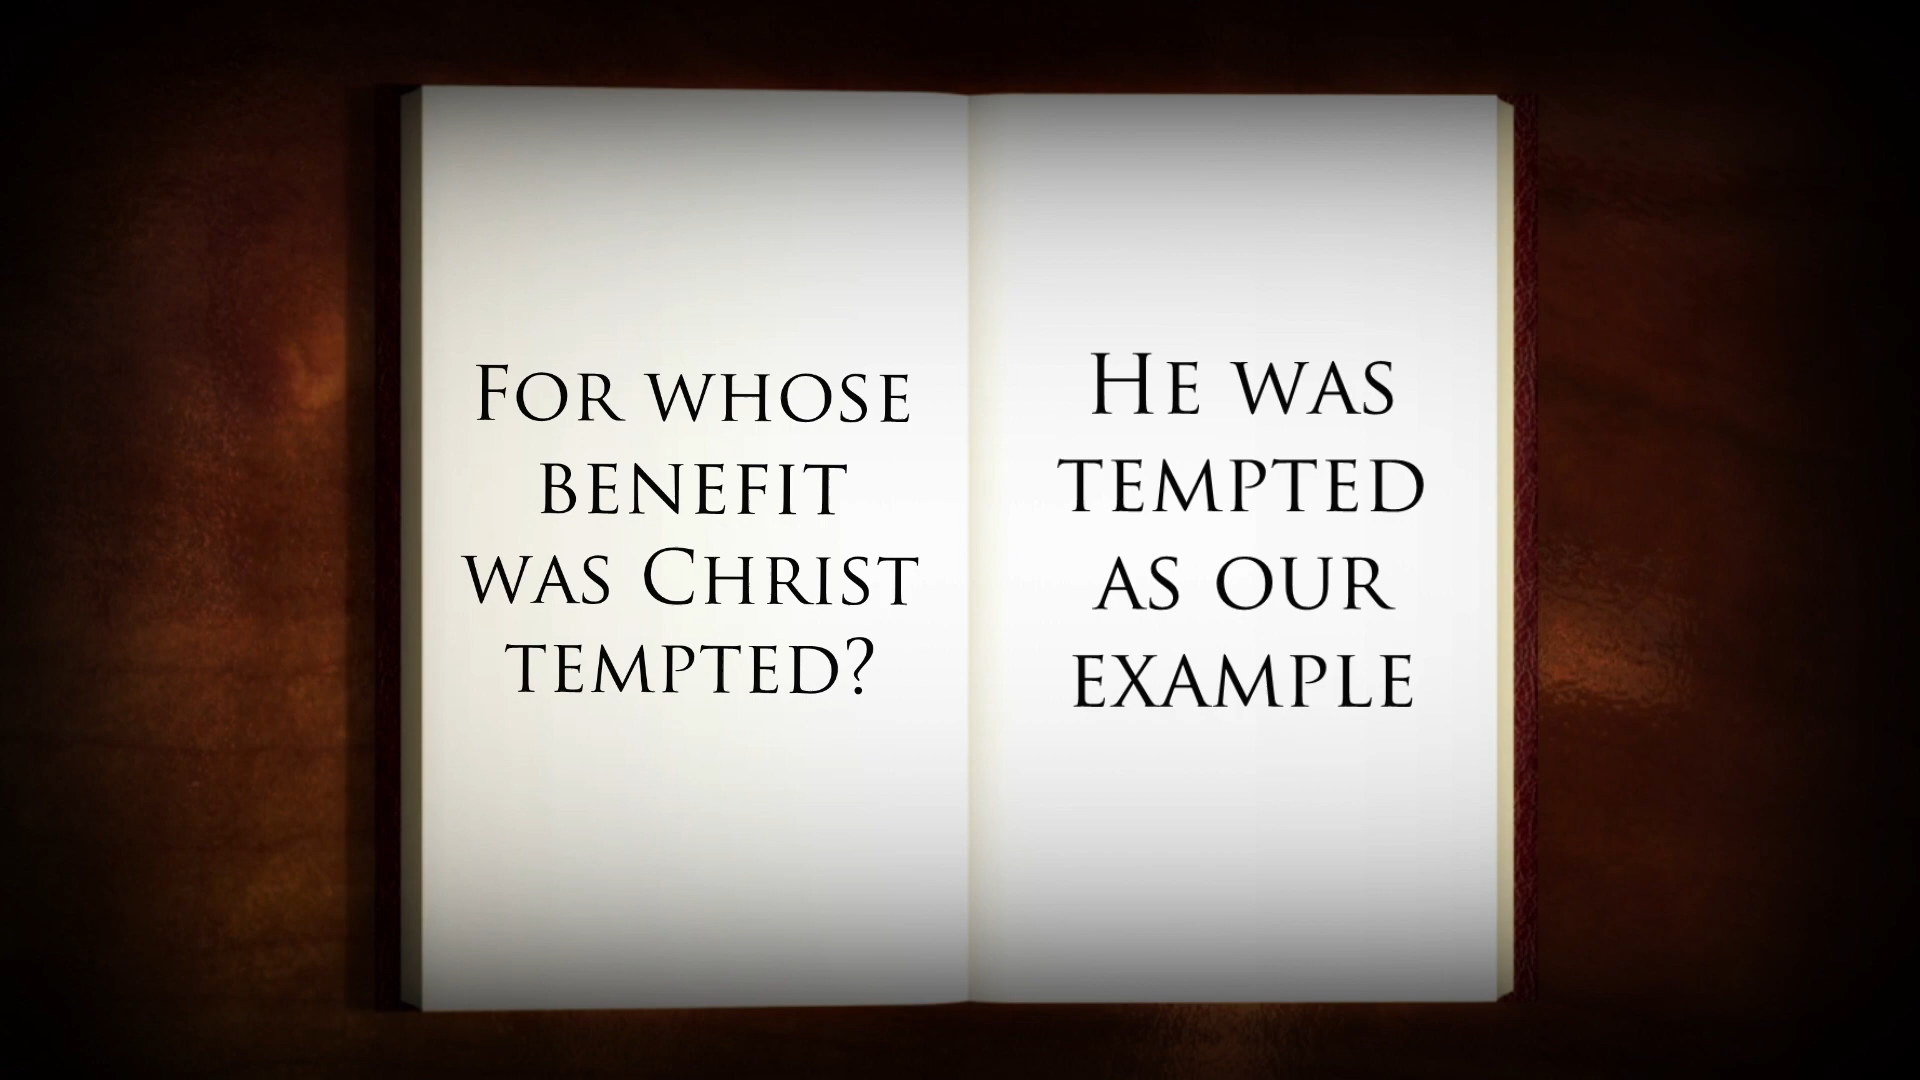 For whose
benefit
was Christ
tempted?
He was
tempted
as our
example